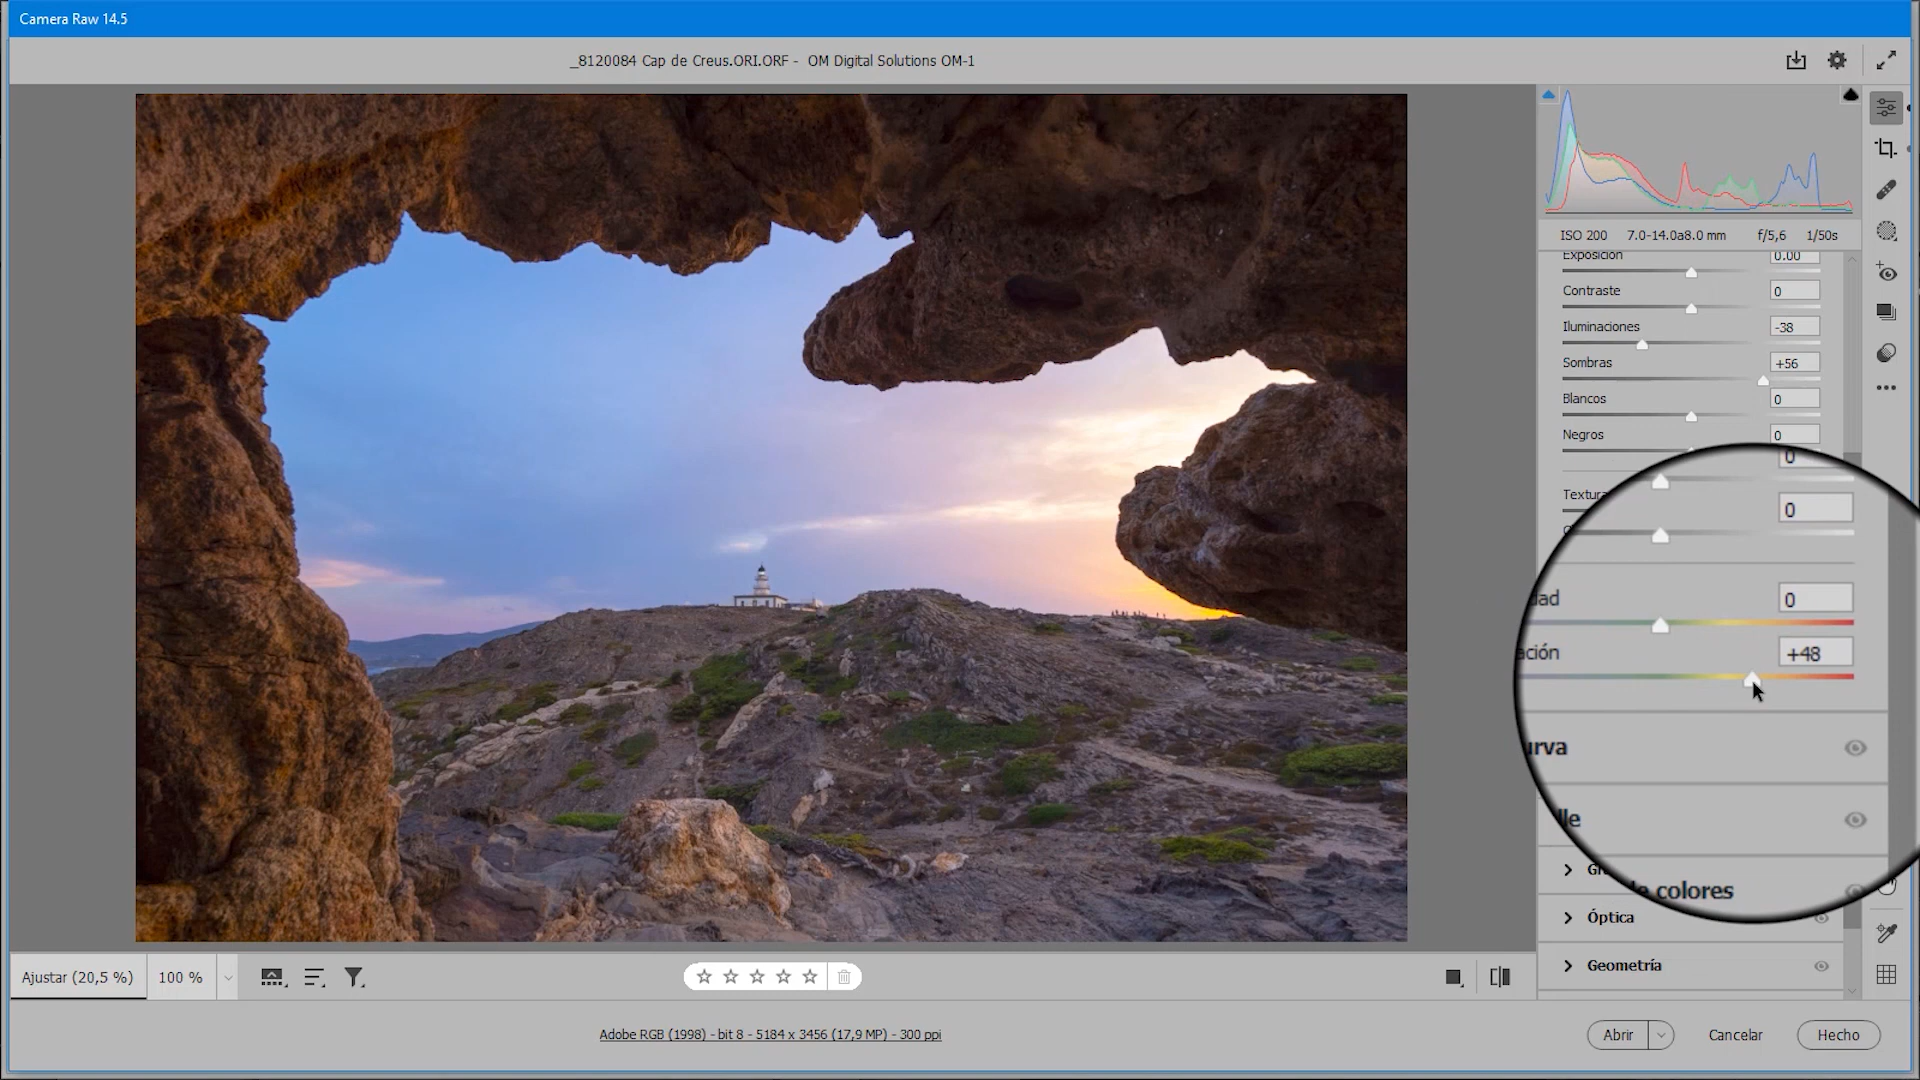 Camera Raw 14.5
_8120084 Cap de Creus.ORI.ORF - OM Digital Solutions OM-1
ISO 200 7.0-14.0a8.0 mm f/5,6 1/50s
Exposición 0.00
Contraste 0
Iluminaciones -38
Sombras +56
Blancos 0
Negros 0
0
Textura
0
dad 0
ación +48
urva
lle
de colores
Óptica
Geometría
Ajustar (20,5 %) 100 %
Adobe RGB (1998) - bit 8 - 5184 x 3456 (17,9 MP) - 300 ppi
Abrir Cancelar Hecho